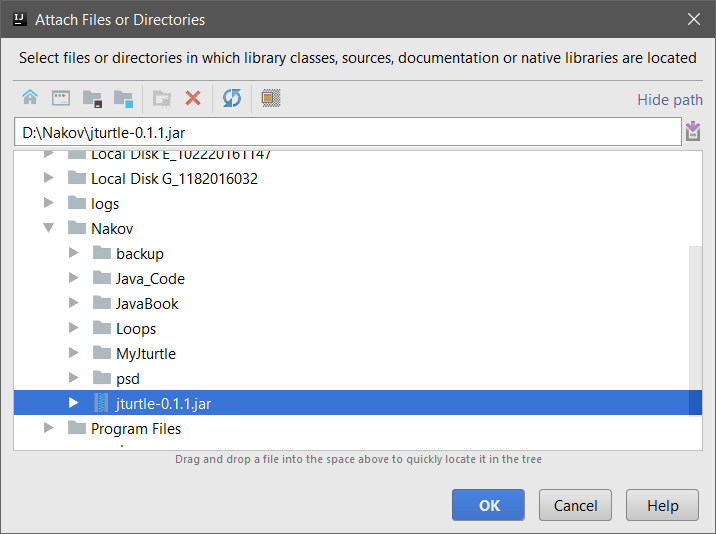 IJ
Attach Files or Directories
Select files or directories in which library classes, sources, documentation or native libraries are located
Hide path
D:\Nakov\jturtle-0.1.1.jar
Local Disk E_102220161147
Local Disk G_1182016032
logs
Nakov
backup
Java_Code
JavaBook
Loops
MyJturtle
psd
jturtle-0.1.1.jar
Program Files
Drag and drop a file into the space above to quickly locate it in the tree
OK
Cancel
Help